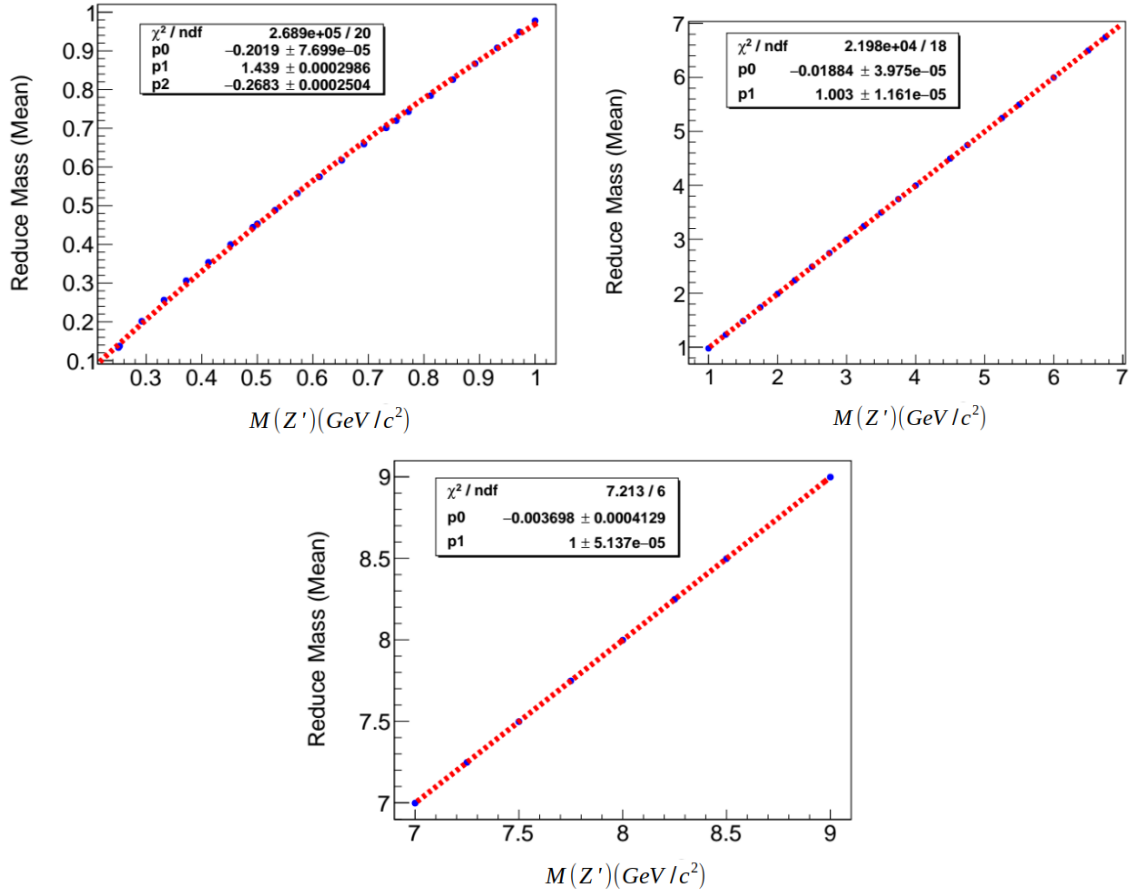 χ² / ndf 2.689e+05 / 20
p0 −0.2019 ± 7.699e−05
p1 1.439 ± 0.0002986
p2 −0.2683 ± 0.0002504
Reduce Mass (Mean)
1
0.9
0.8
0.7
0.6
0.5
0.4
0.3
0.2
0.1
0.3 0.4 0.5 0.6 0.7 0.8 0.9 1
M(Z')(GeV/c²)
χ² / ndf 2.198e+04 / 18
p0 −0.01884 ± 3.975e−05
p1 1.003 ± 1.161e−05
Reduce Mass (Mean)
7
6
5
4
3
2
1
1 2 3 4 5 6 7
M(Z')(GeV/c²)
χ² / ndf 7.213 / 6
p0 −0.003698 ± 0.0004129
p1 1 ± 5.137e−05
Reduce Mass (Mean)
9
8.5
8
7.5
7
7 7.5 8 8.5 9
M(Z')(GeV/c²)